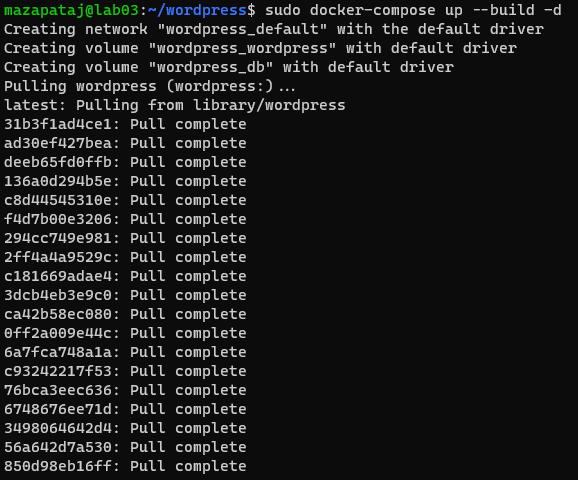 mazapataj@lab03:~/wordpress$ sudo docker-compose up --build -d
Creating network "wordpress_default" with the default driver
Creating volume "wordpress_wordpress" with default driver
Creating volume "wordpress_db" with default driver
Pulling wordpress (wordpress:)...
latest: Pulling from library/wordpress
31b3f1ad4ce1: Pull complete
ad30ef427bea: Pull complete
deeb65fd0ffb: Pull complete
136a0d294b5e: Pull complete
c8d44545310e: Pull complete
f4d7b00e3206: Pull complete
294cc749e981: Pull complete
2ff4a4a9529c: Pull complete
c181669adae4: Pull complete
3dcb4eb3e9c0: Pull complete
ca42b58ec080: Pull complete
0ff2a009e44c: Pull complete
6a7fca748a1a: Pull complete
c93242217f53: Pull complete
76bca3eec636: Pull complete
6748676ee71d: Pull complete
3498064642d4: Pull complete
56a642d7a530: Pull complete
850d98eb16ff: Pull complete